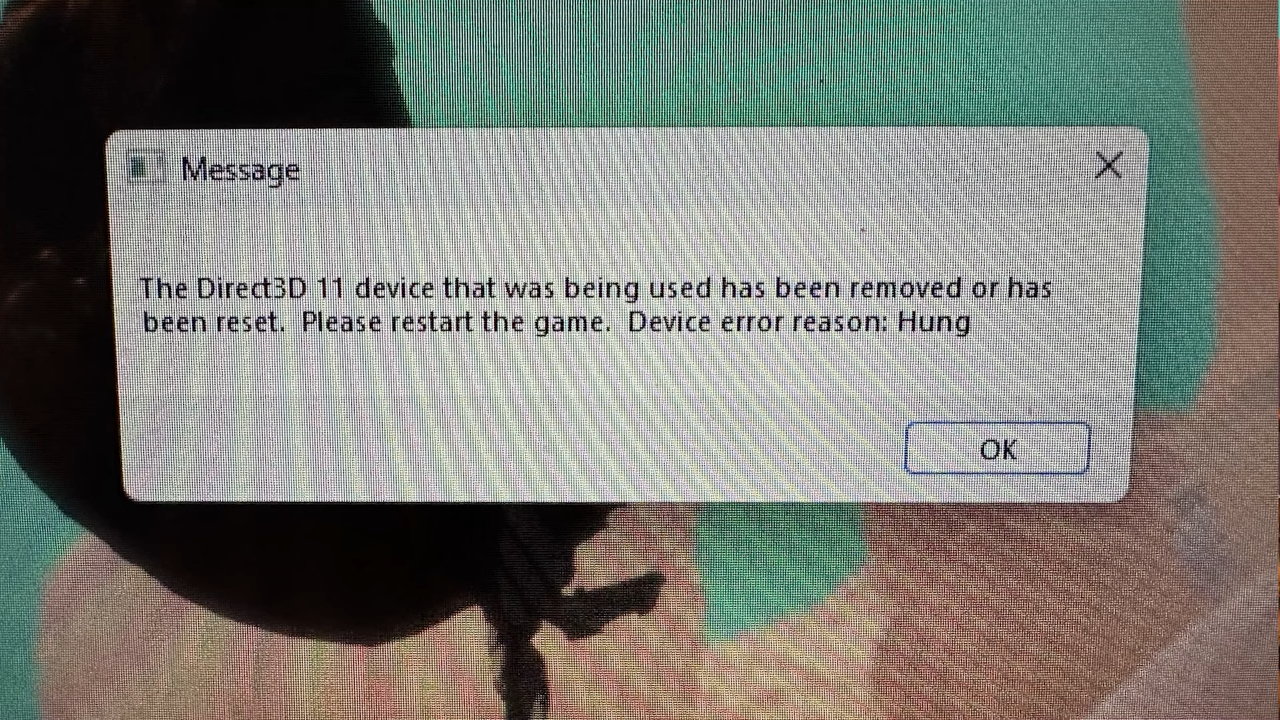 Message
The Direct3D 11 device that was being used has been removed or has
been reset.  Please restart the game.  Device error reason: Hung
OK